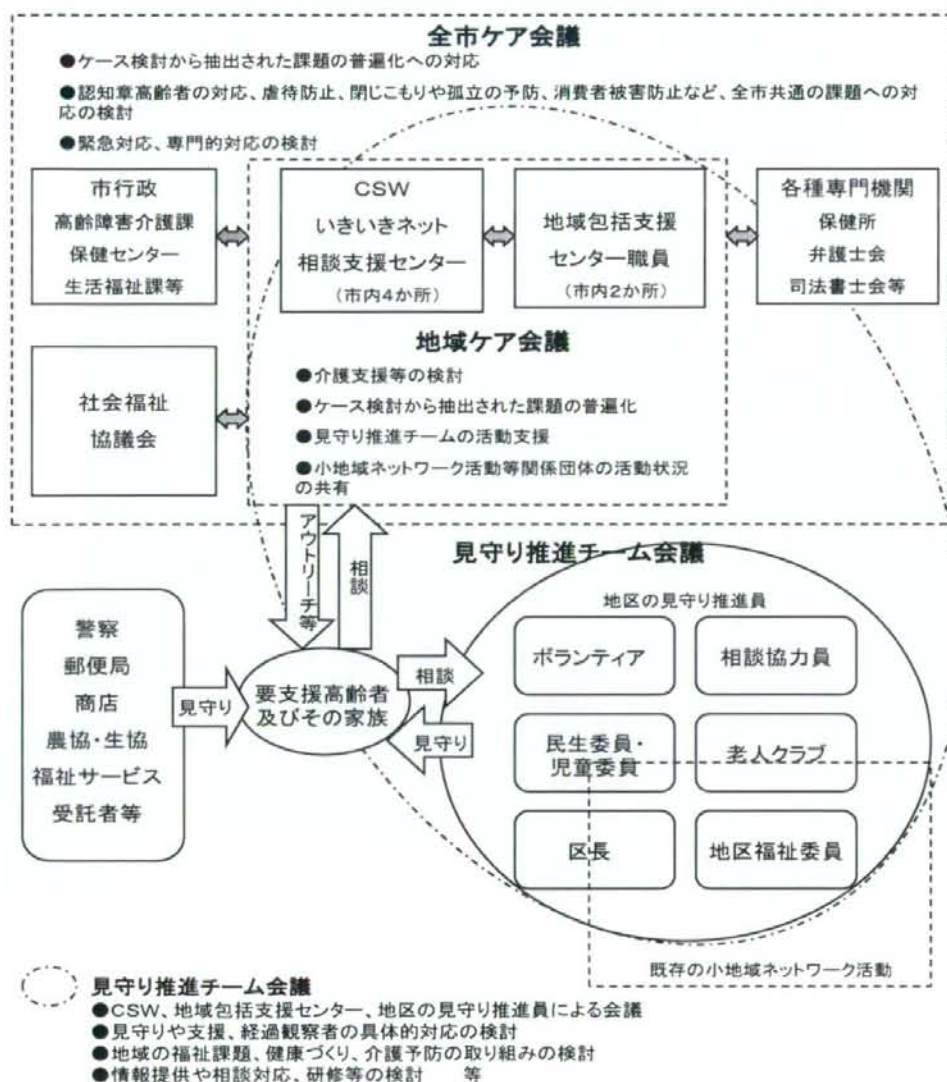 全市ケア会議
●ケース検討から抽出された課題の普遍化への対応
●認知章高齢者の対応、虐待防止、閉じこもりや孤立の予防、消費者被害防止など、全市共通の課題への対
応の検討
●緊急対応、専門的対応の検討
市行政
高齢障害介護課
保健センター
生活福祉課等
CSW
いきいきネット
相談支援センター
(市内4か所)
地域包括支援
センター職員
(市内2か所)
各種専門機関
保健所
弁護士会
司法書士会等
社会福祉
協議会
地域ケア会議
●介護支援等の検討
●ケース検討から抽出された課題の普遍化
●見守り推進チームの活動支援
●小地域ネットワーク活動等関係団体の活動状況
の共有
アウトリーチ等
相談
見守り推進チーム会議
地区の見守り推進員
警察
郵便局
商店
農協・生協
福祉サービス
受託者等
見守り
要支援高齢者
及びその家族
相談
見守り
ボランティア
相談協力員
民生委員・
児童委員
老人クラブ
区長
地区福祉委員
既存の小地域ネットワーク活動
見守り推進チーム会議
●CSW、地域包括支援センター、地区の見守り推進員による会議
●見守りや支援、経過観察者の具体的対応の検討
●地域の福祉課題、健康づくり、介護予防の取り組みの検討
●情報提供や相談対応、研修等の検討 等